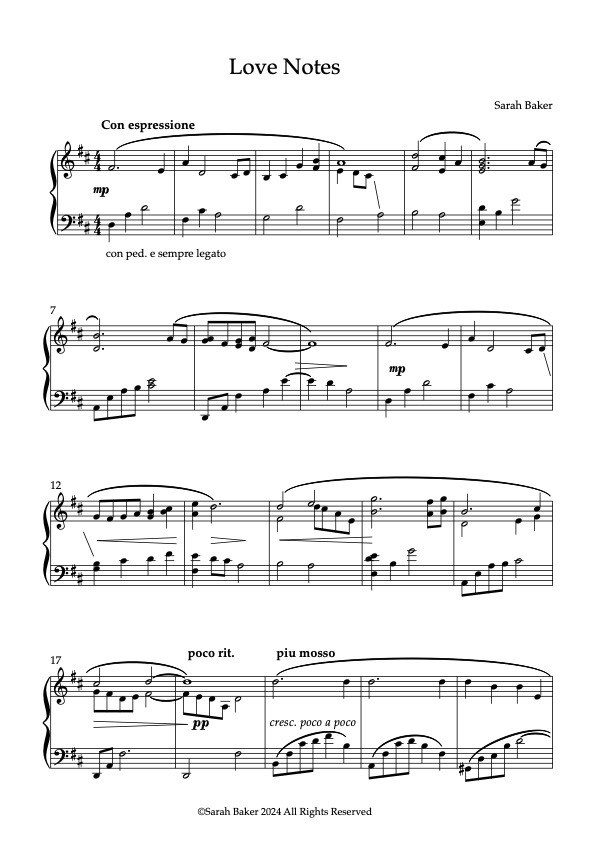 Love Notes
Sarah Baker
Con espressione
mp
con ped. e sempre legato
7
mp
12
17
poco rit.
piu mosso
pp
cresc. poco a poco
©Sarah Baker 2024 All Rights Reserved